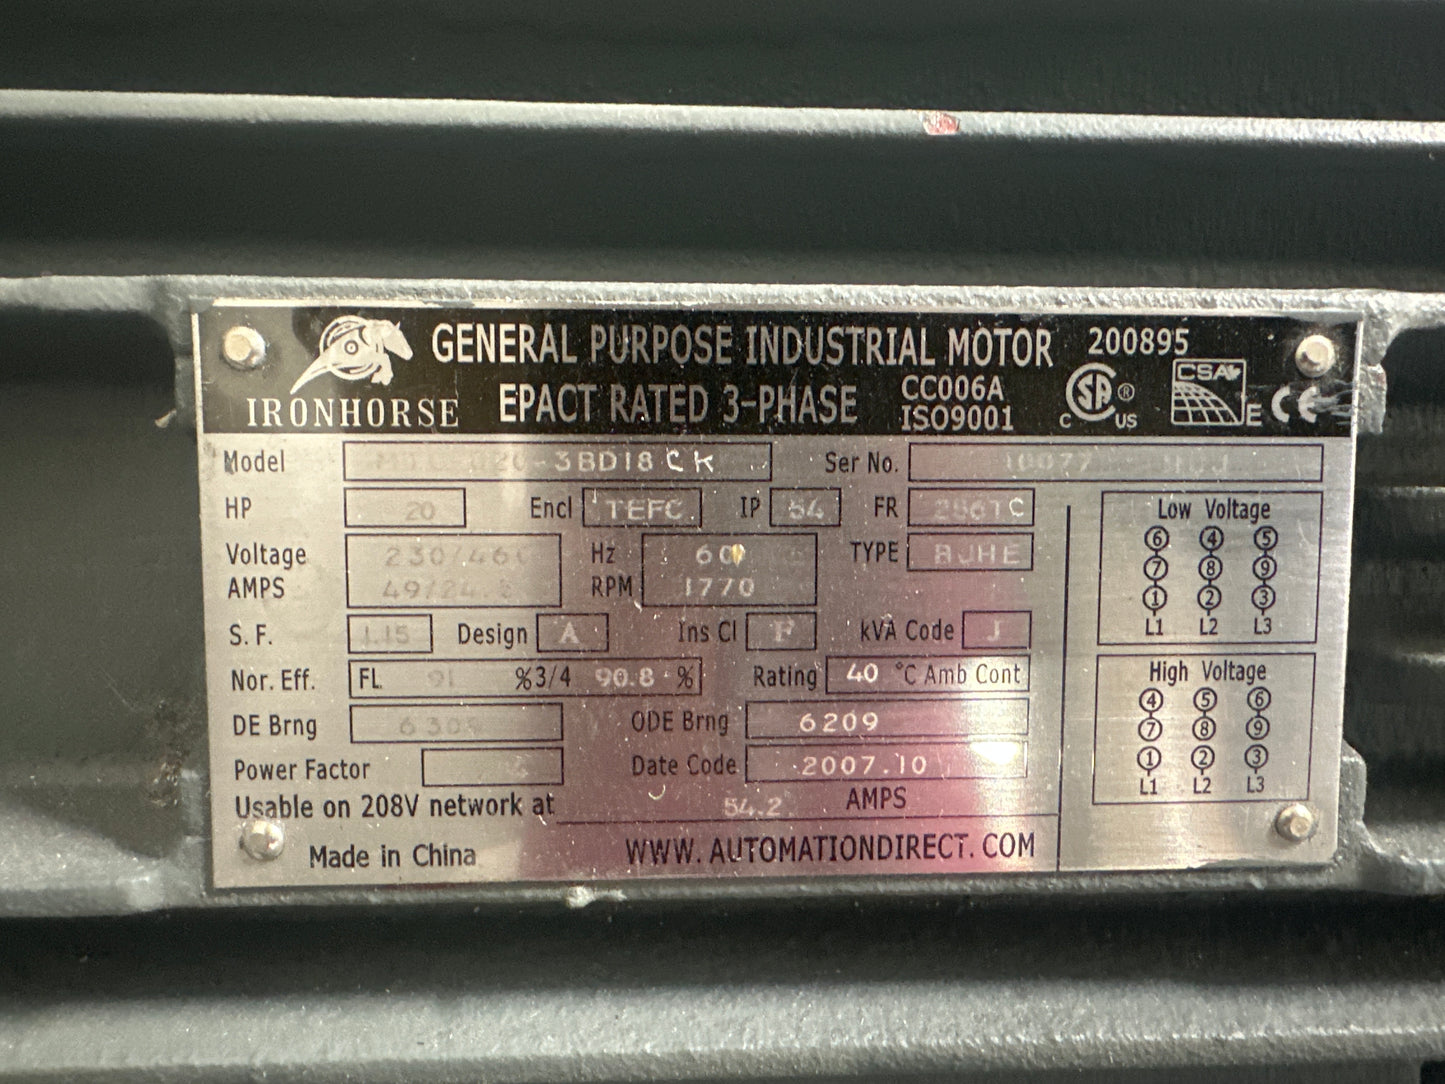 IRONHORSE
GENERAL PURPOSE INDUSTRIAL MOTOR 200895
EPACT RATED 3-PHASE CC006A
ISO9001
C SA ® US
CSA E CE
Model -3BD18CK Ser No.
HP 20 Encl TEFC IP 54 FR
Voltage 230/460 Hz 60 TYPE
AMPS RPM 1770
S.F. 1.15 Design A Ins Cl F kVA Code J
Nor. Eff. FL 91 %3/4 90.8 % Rating 40 °C Amb Cont
DE Brng ODE Brng 6209
Power Factor Date Code 2007.10
Usable on 208V network at 54.2 AMPS
Made in China WWW.AUTOMATIONDIRECT.COM
Low Voltage
⑥ ④ ⑤
⑦ ⑧ ⑨
① ② ③
L1 L2 L3
High Voltage
④ ⑤ ⑥
⑦ ⑧ ⑨
① ② ③
L1 L2 L3